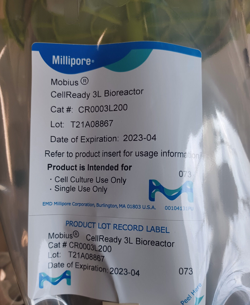 Millipore®
Mobius ®
CellReady 3L Bioreactor
Cat #: CR0003L200
Lot: T21A08867
Date of Expiration: 2023-04
Refer to product insert for usage information
Product is Intended for
- Cell Culture Use Only
- Single Use Only
073
EMD Millipore Corporation, Burlington, MA 01803 U.S.A.
PRODUCT LOT RECORD LABEL
Mobius® CellReady 3L Bioreactor
Cat # CR0003L200
Lot: T21A08867
Date of Expiration: 2023-04
073